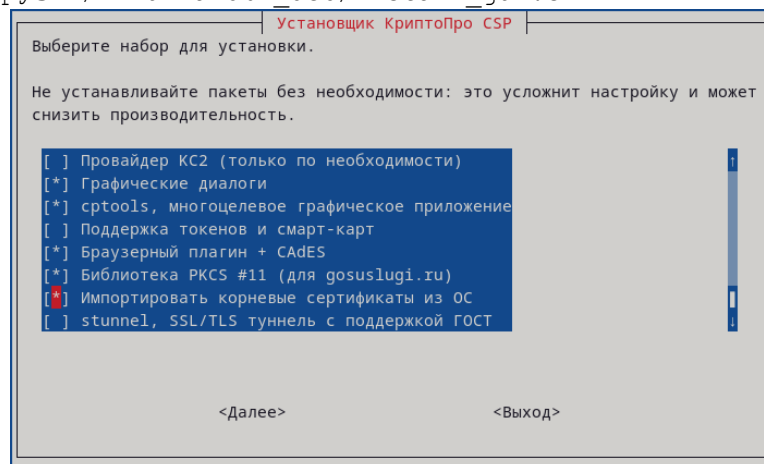 Установщик КриптоПро CSP
Выберите набор для установки.
Не устанавливайте пакеты без необходимости: это усложнит настройку и может
снизить производительность.
[ ] Провайдер KC2 (только по необходимости)
[*] Графические диалоги
[*] cptools, многоцелевое графическое приложение
[ ] Поддержка токенов и смарт-карт
[*] Браузерный плагин + CAdES
[*] Библиотека PKCS #11 (для gosuslugi.ru)
[*] Импортировать корневые сертификаты из ОС
[ ] stunnel, SSL/TLS туннель с поддержкой ГОСТ
<Далее> <Выход>